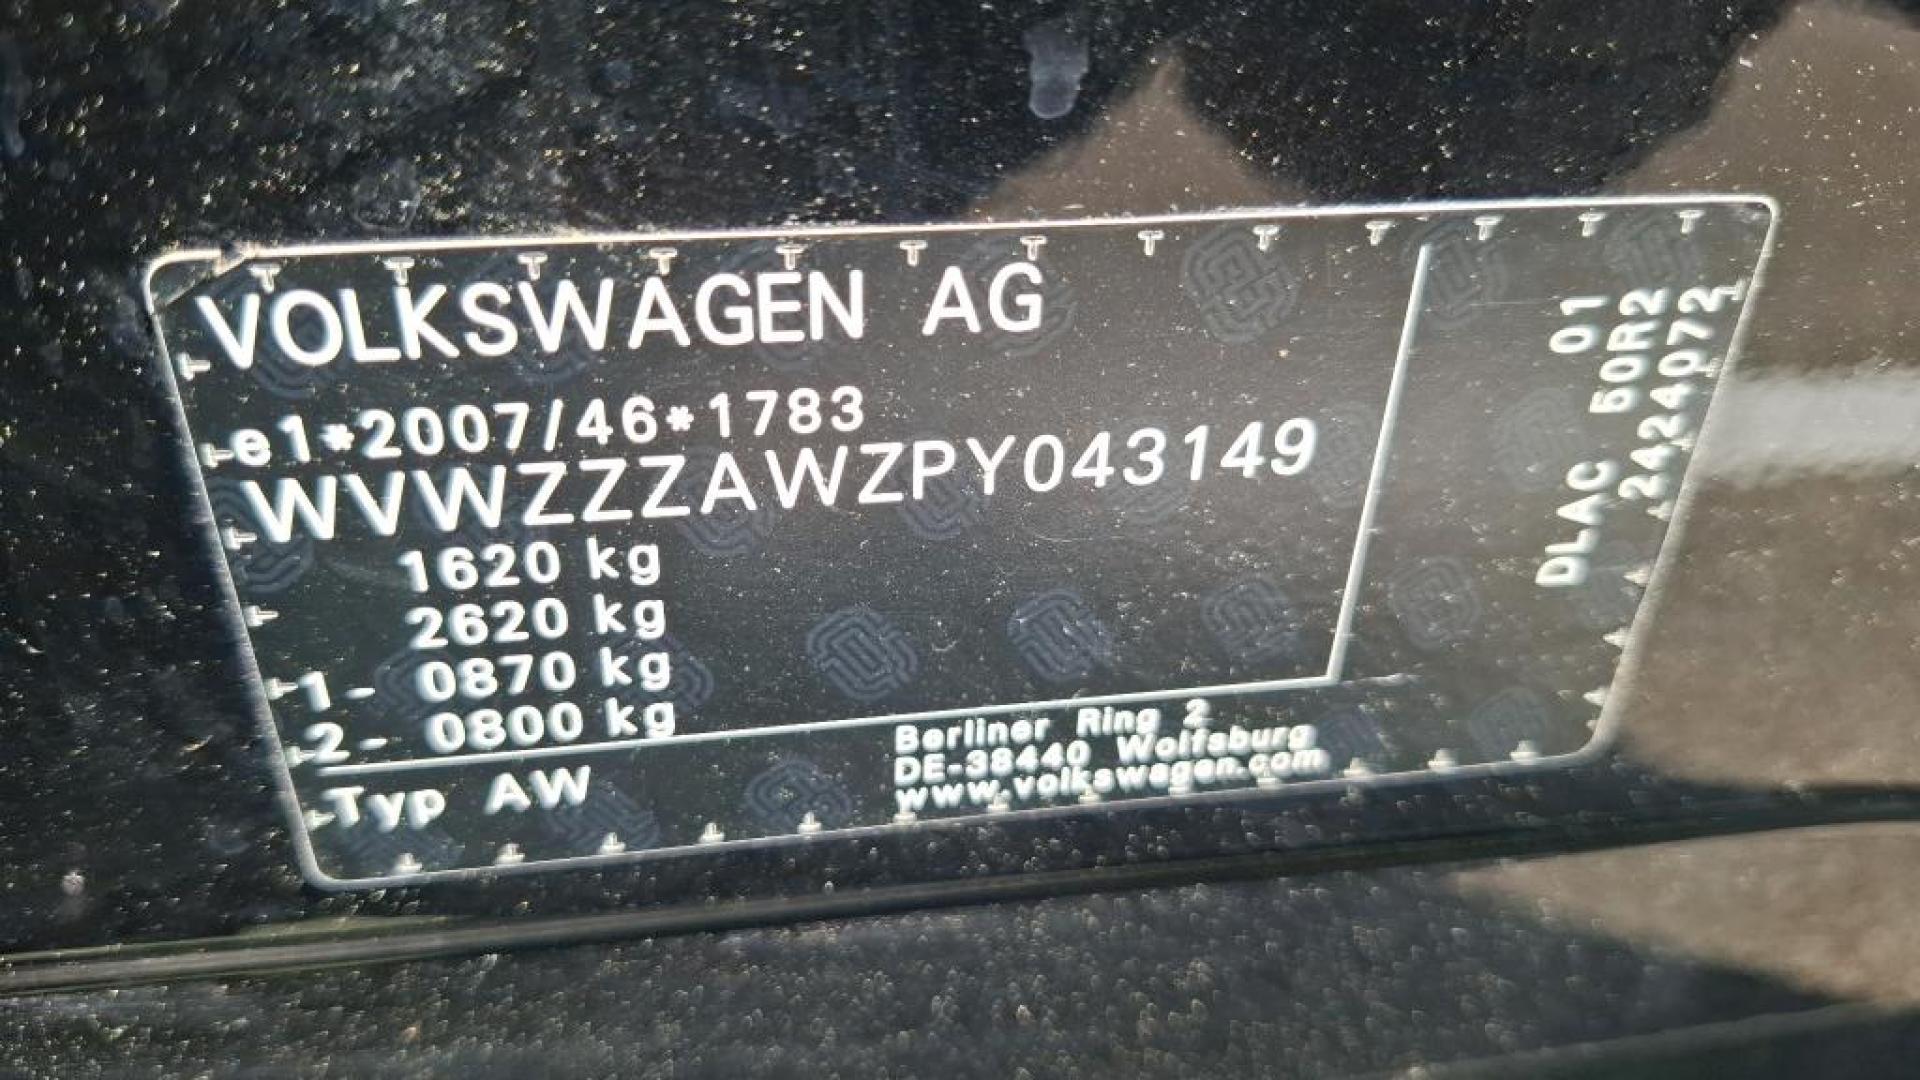 VOLKSWAGEN AG
e1*2007/46*1783
WVWZZZAWZPY043149
1620 kg
2620 kg
1- 0870 kg
2- 0800 kg
Typ AW
Berliner Ring 2
DE-38440 Wolfsburg
www.volkswagen.com
01
DLAC 60R2
2424072